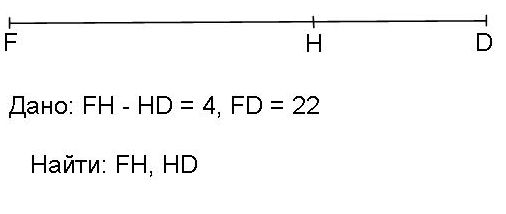 F H D
Дано: FH - HD = 4, FD = 22
Найти: FH, HD